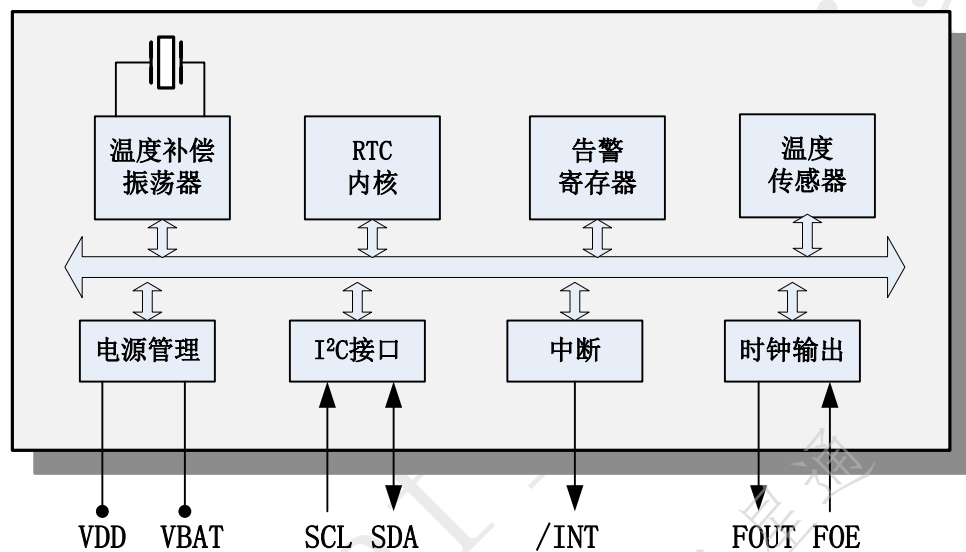 温度补偿
振荡器
RTC
内核
告警
寄存器
温度
传感器
电源管理
I²C接口
中断
时钟输出
VDD
VBAT
SCL
SDA
/INT
FOUT
FOE